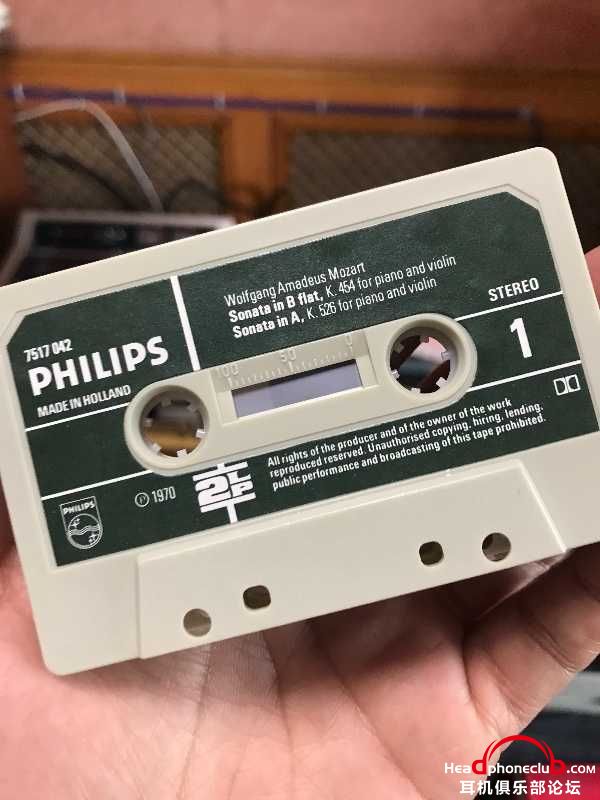 Wolfgang Amadeus Mozart
Sonata in B flat, K. 454 for piano and violin
Sonata in A, K. 526 for piano and violin
7517 042
PHILIPS
MADE IN HOLLAND
STEREO
1
100 50 0
All rights of the producer and of the owner of the work
reproduced reserved. Unauthorised copying, hiring, lending,
public performance and broadcasting of this tape prohibited.
PHILIPS
℗ 1970
Headphoneclub.com
耳机俱乐部论坛